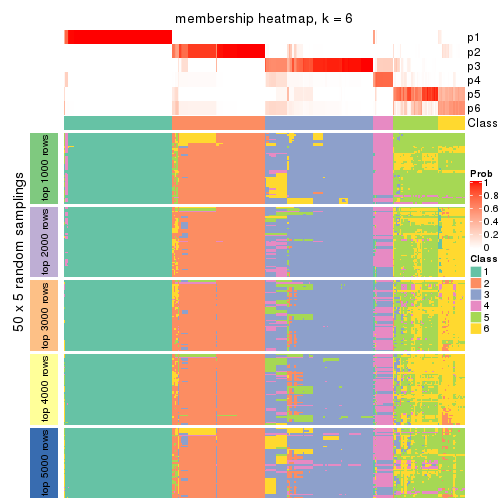 membership heatmap, k = 6
p1
p2
p3
p4
p5
p6
Class
50 x 5 random samplings
top 1000 rows
top 2000 rows
top 3000 rows
top 4000 rows
top 5000 rows
Prob
1
0.8
0.6
0.4
0.2
0
Class
1
2
3
4
5
6